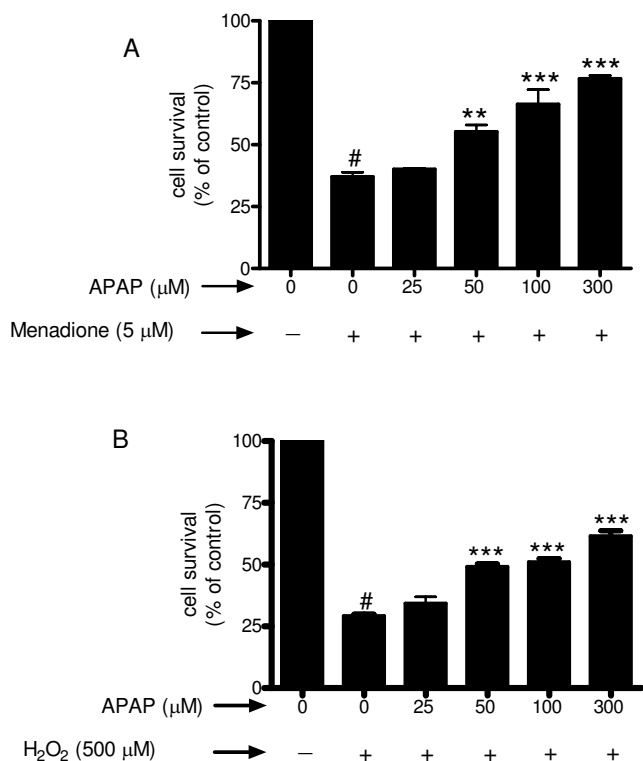 A
cell survival
(% of control)
100
75
50
25
0
#
**
***
***
APAP (μM)
0 0 25 50 100 300
Menadione (5 μM)
– + + + + +
B
cell survival
(% of control)
100
75
50
25
0
#
***
***
***
APAP (μM)
0 0 25 50 100 300
H₂O₂ (500 μM)
– + + + + +